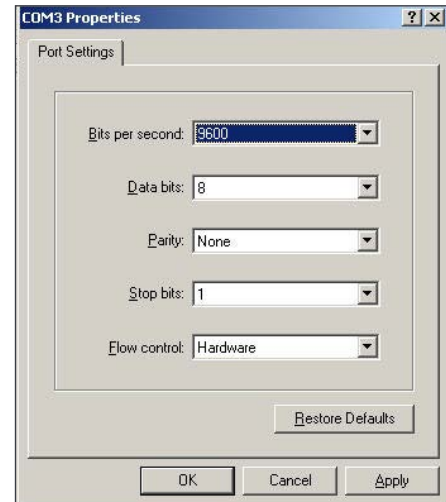 COM3 Properties
Port Settings
Bits per second: 9600
Data bits: 8
Parity: None
Stop bits: 1
Flow control: Hardware
Restore Defaults
OK Cancel Apply